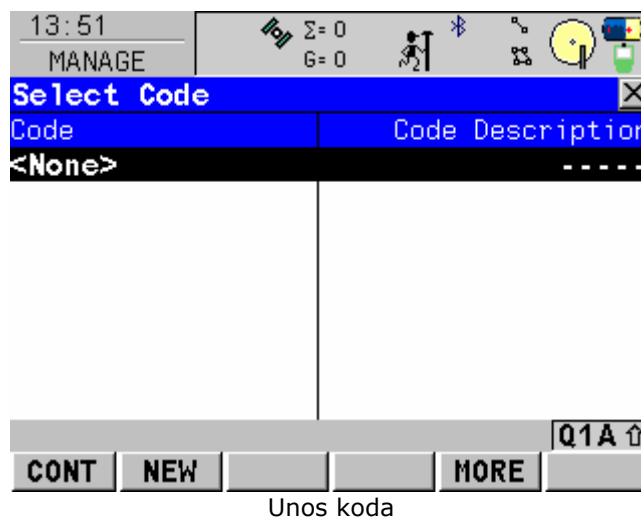 13:51
MANAGE
Σ= 0
G= 0
Select Code
Code
Code Description
<None>
-----
Q1A ⇧
CONT
NEW
MORE
Unos koda